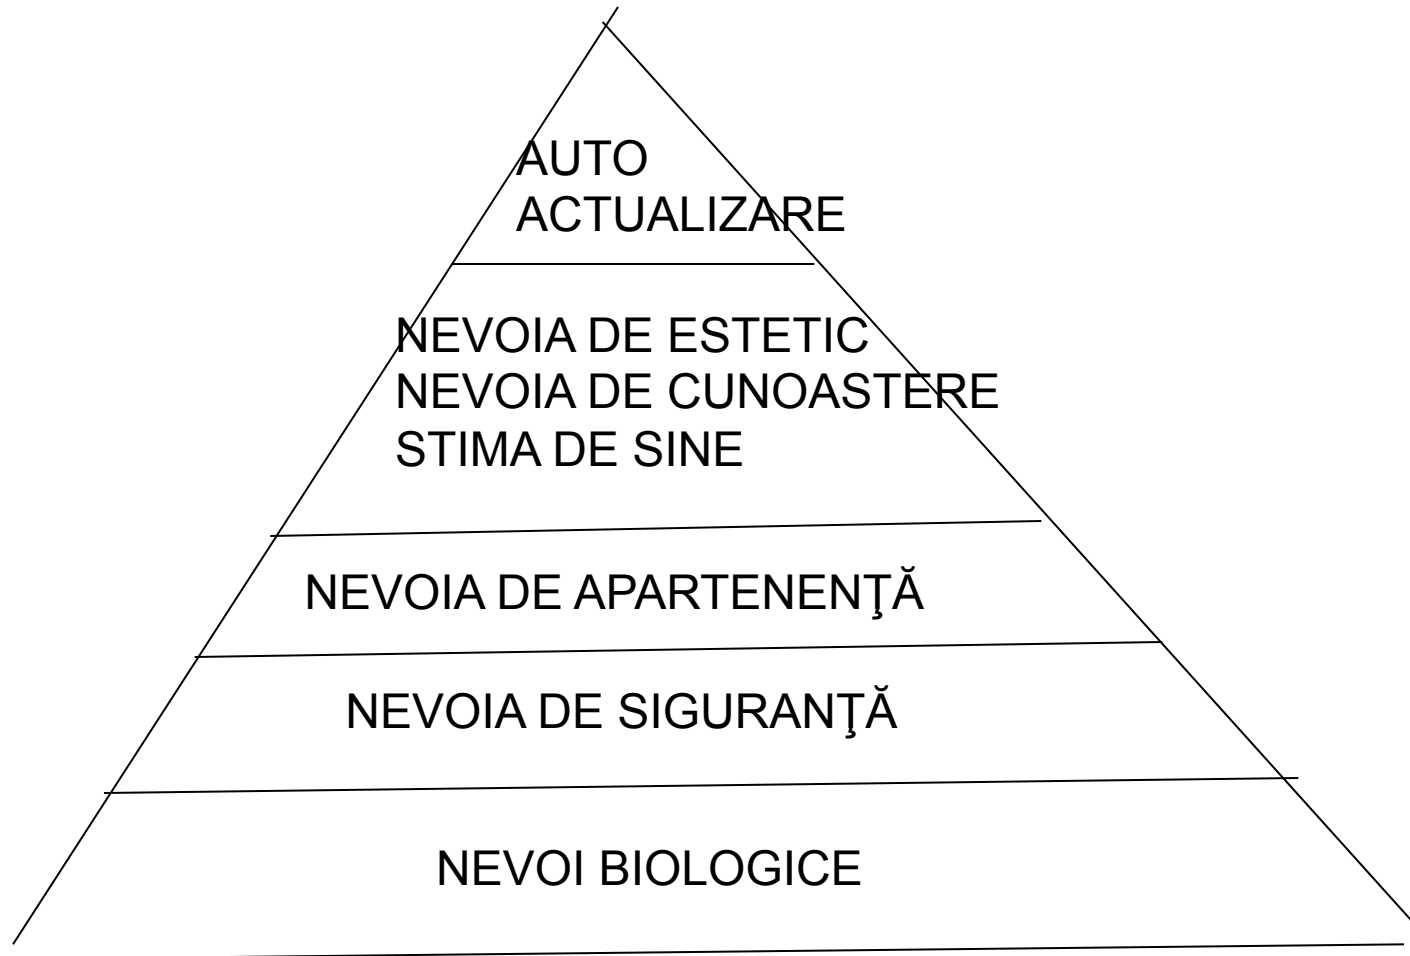 AUTO
ACTUALIZARE
NEVOIA DE ESTETIC
NEVOIA DE CUNOASTERE
STIMA DE SINE
NEVOIA DE APARTENENŢĂ
NEVOIA DE SIGURANŢĂ
NEVOI BIOLOGICE